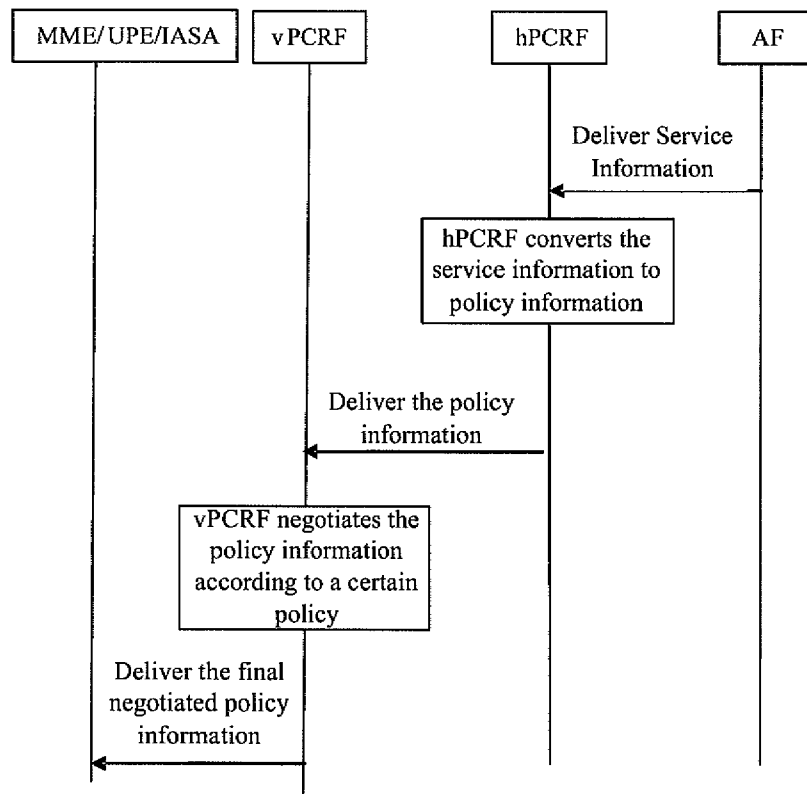 MME/UPE/IASA
vPCRF
hPCRF
AF
Deliver Service
Information
hPCRF converts the
service information to
policy information
Deliver the policy
information
vPCRF negotiates the
policy information
according to a certain
policy
Deliver the final
negotiated policy
information